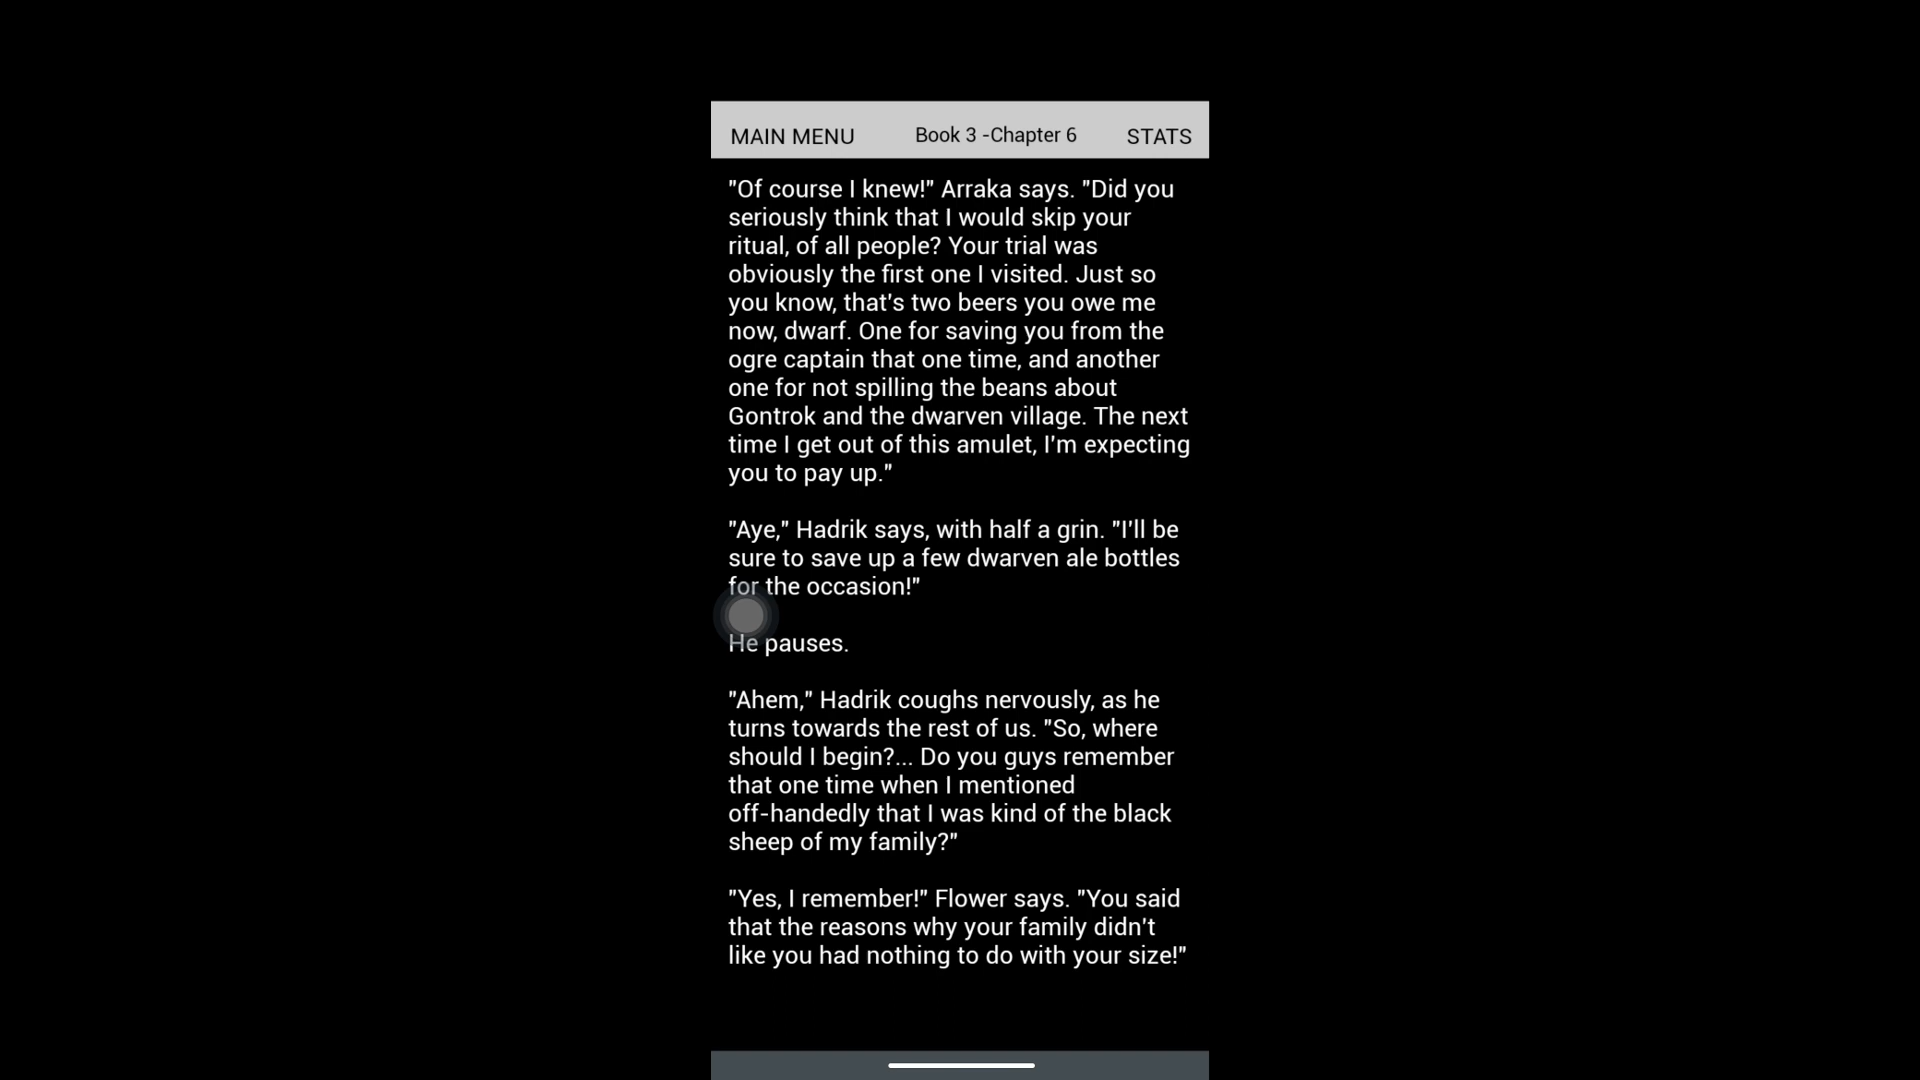 MAIN MENU
Book 3 -Chapter 6
STATS
"Of course I knew!" Arraka says. "Did you
seriously think that I would skip your
ritual, of all people? Your trial was
obviously the first one I visited. Just so
you know, that's two beers you owe me
now, dwarf. One for saving you from the
ogre captain that one time, and another
one for not spilling the beans about
Gontrok and the dwarven village. The next
time I get out of this amulet, I'm expecting
you to pay up."
"Aye," Hadrik says, with half a grin. "I'll be
sure to save up a few dwarven ale bottles
for the occasion!"
He pauses.
"Ahem," Hadrik coughs nervously, as he
turns towards the rest of us. "So, where
should I begin?... Do you guys remember
that one time when I mentioned
off-handedly that I was kind of the black
sheep of my family?"
"Yes, I remember!" Flower says. "You said
that the reasons why your family didn't
like you had nothing to do with your size!"